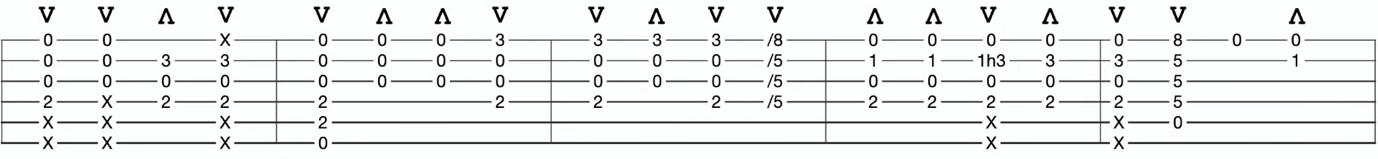 V V Λ V V Λ Λ V V Λ V V Λ Λ V Λ V V Λ
0 0 X 0 0 0 3 3 3 3 /8 0 0 0 0 0 8 0 0
0 0 3 3 0 0 0 0 0 0 0 /5 1 1 1h3 3 3 5 1
0 0 0 0 0 0 0 0 0 0 0 /5 0 0 0 0 0 5
2 X 2 2 2 2 2 2 /5 2 2 2 2 2 5
X X X 2 X X 0
X X X 0 X X